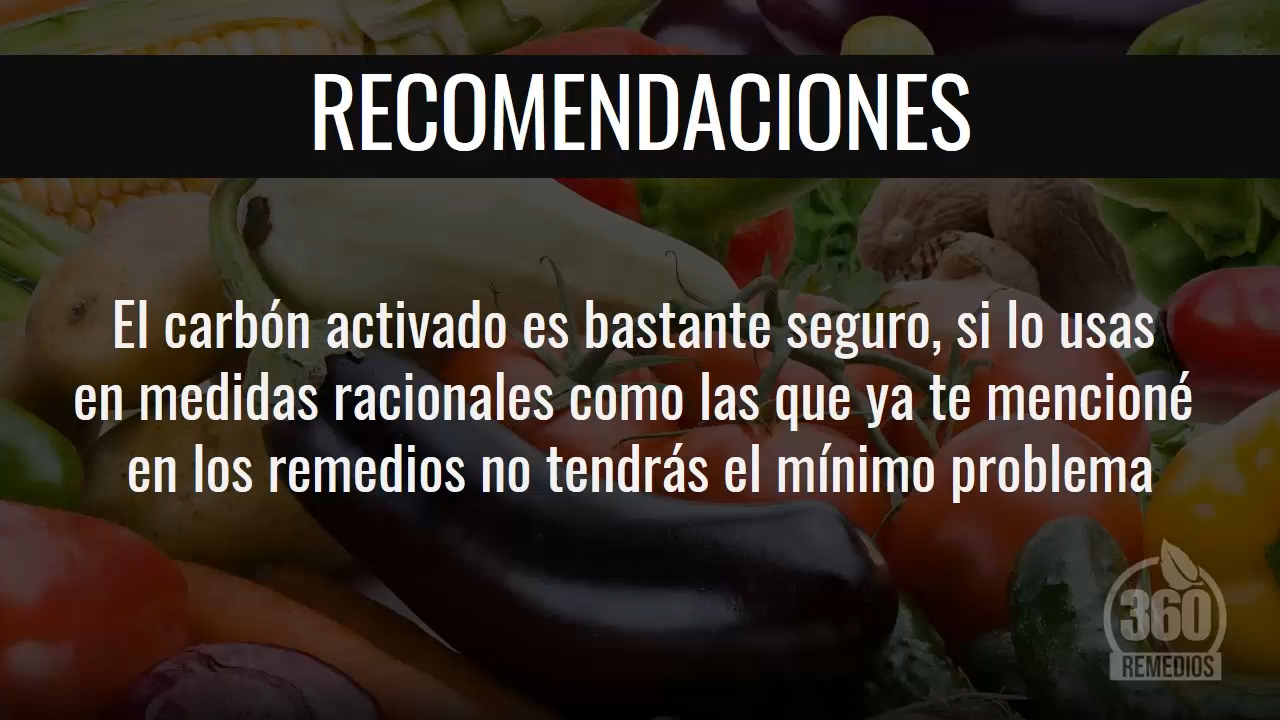 RECOMENDACIONES
El carbón activado es bastante seguro, si lo usas
en medidas racionales como las que ya te mencioné
en los remedios no tendrás el mínimo problema
360
REMEDIOS